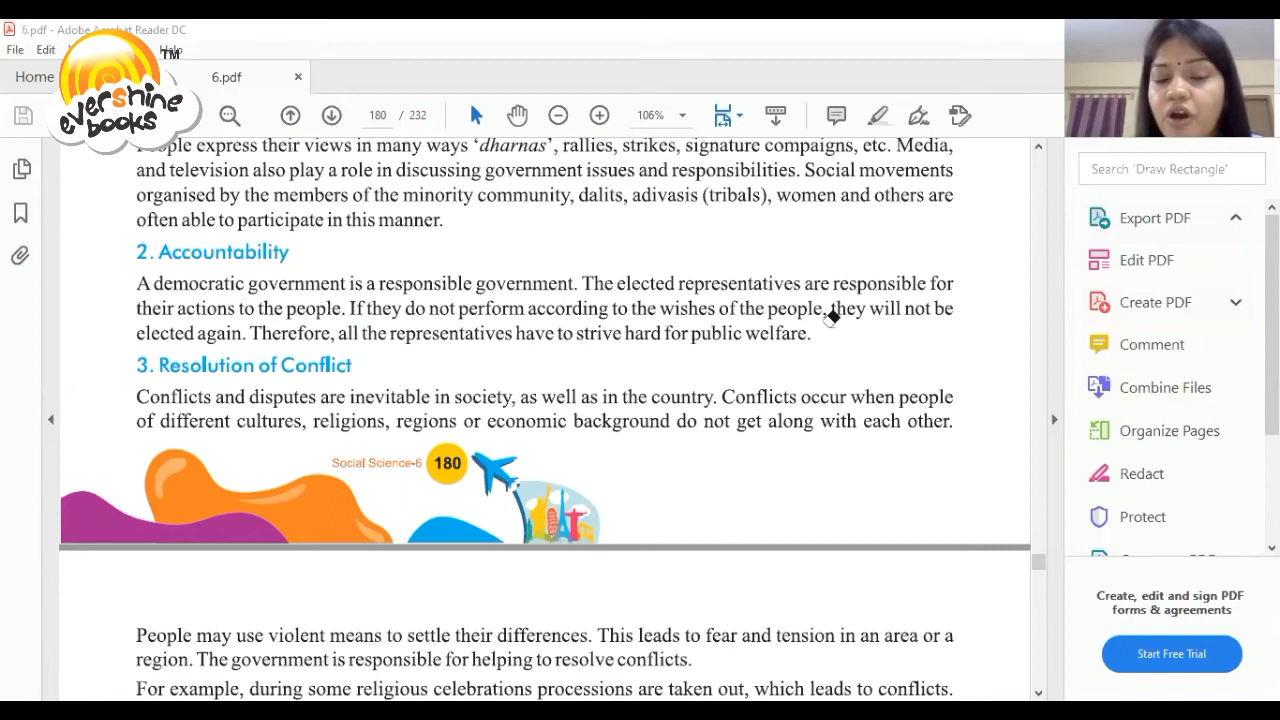 6.pdf - Adobe Acrobat Reader DC
File Edit Help
Home 6.pdf ×
TM
evershine
e books
180 / 232 106%
People express their views in many ways ‘dharnas’, rallies, strikes, signature compaigns, etc. Media,
and television also play a role in discussing government issues and responsibilities. Social movements
organised by the members of the minority community, dalits, adivasis (tribals), women and others are
often able to participate in this manner.
2. Accountability
A democratic government is a responsible government. The elected representatives are responsible for
their actions to the people. If they do not perform according to the wishes of the people, they will not be
elected again. Therefore, all the representatives have to strive hard for public welfare.
3. Resolution of Conflict
Conflicts and disputes are inevitable in society, as well as in the country. Conflicts occur when people
of different cultures, religions, regions or economic background do not get along with each other.
Social Science-6 180
People may use violent means to settle their differences. This leads to fear and tension in an area or a
region. The government is responsible for helping to resolve conflicts.
For example, during some religious celebrations processions are taken out, which leads to conflicts.
Search 'Draw Rectangle'
Export PDF
Edit PDF
Create PDF
Comment
Combine Files
Organize Pages
Redact
Protect
Create, edit and sign PDF
forms & agreements
Start Free Trial